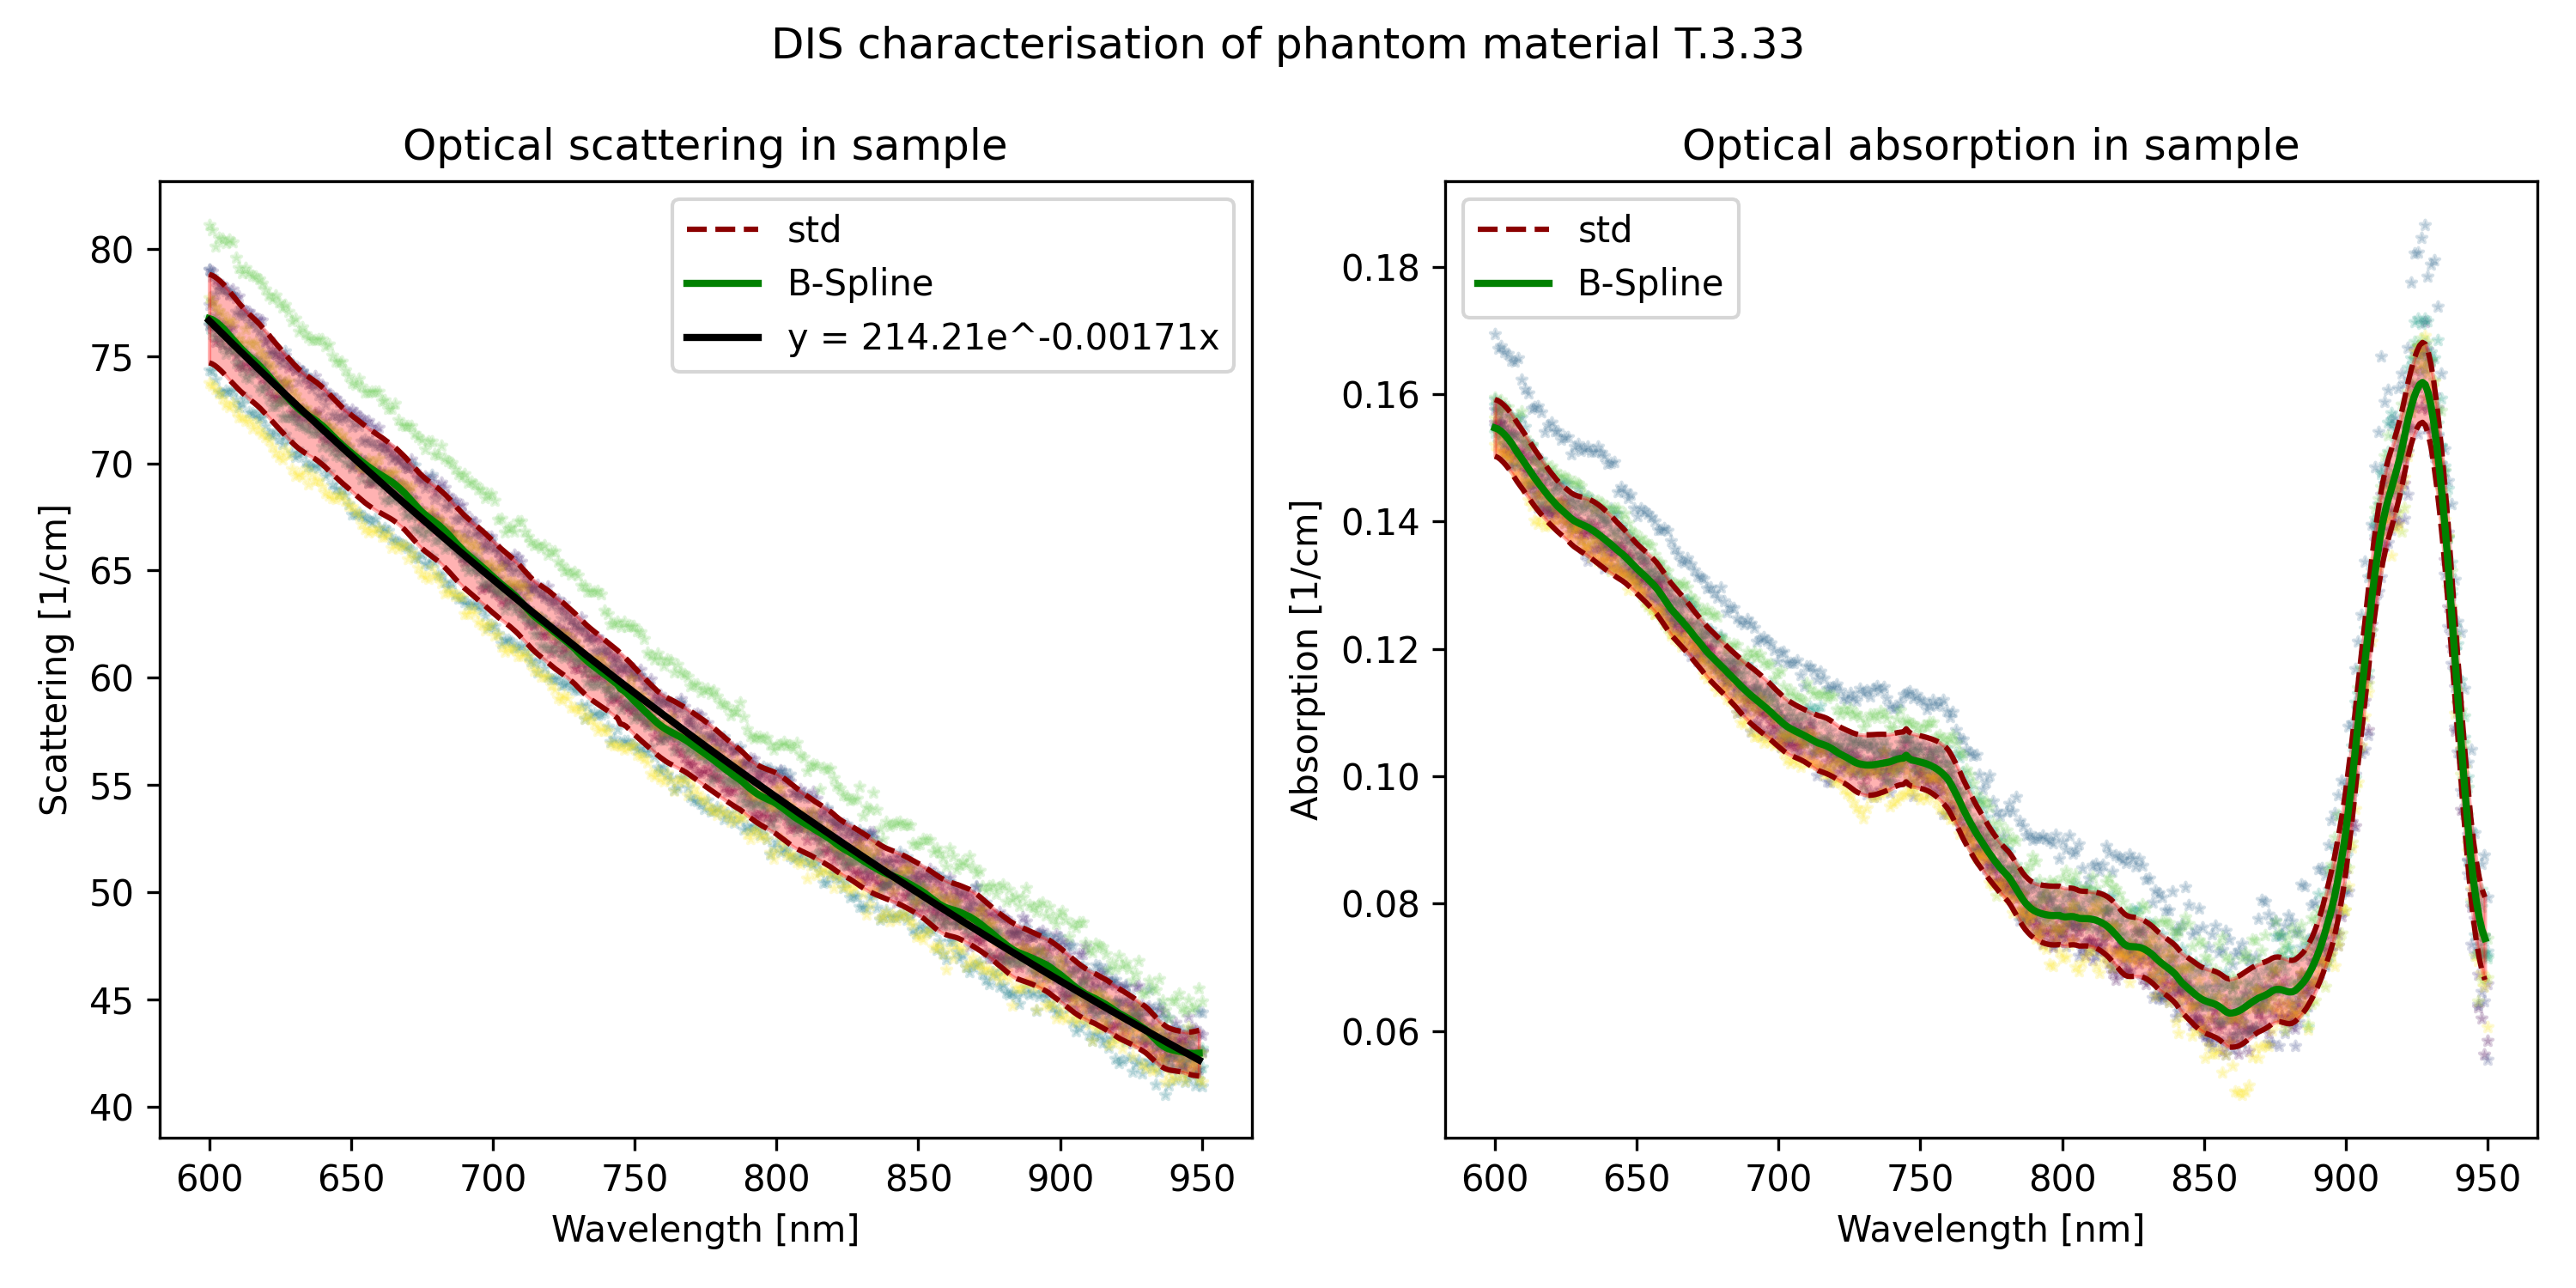 DIS characterisation of phantom material T.3.33
Optical scattering in sample
std
B-Spline
y = 214.21e^-0.00171x
Scattering [1/cm]
80
75
70
65
60
55
50
45
40
600 650 700 750 800 850 900 950
Wavelength [nm]
Optical absorption in sample
std
B-Spline
Absorption [1/cm]
0.18
0.16
0.14
0.12
0.10
0.08
0.06
600 650 700 750 800 850 900 950
Wavelength [nm]